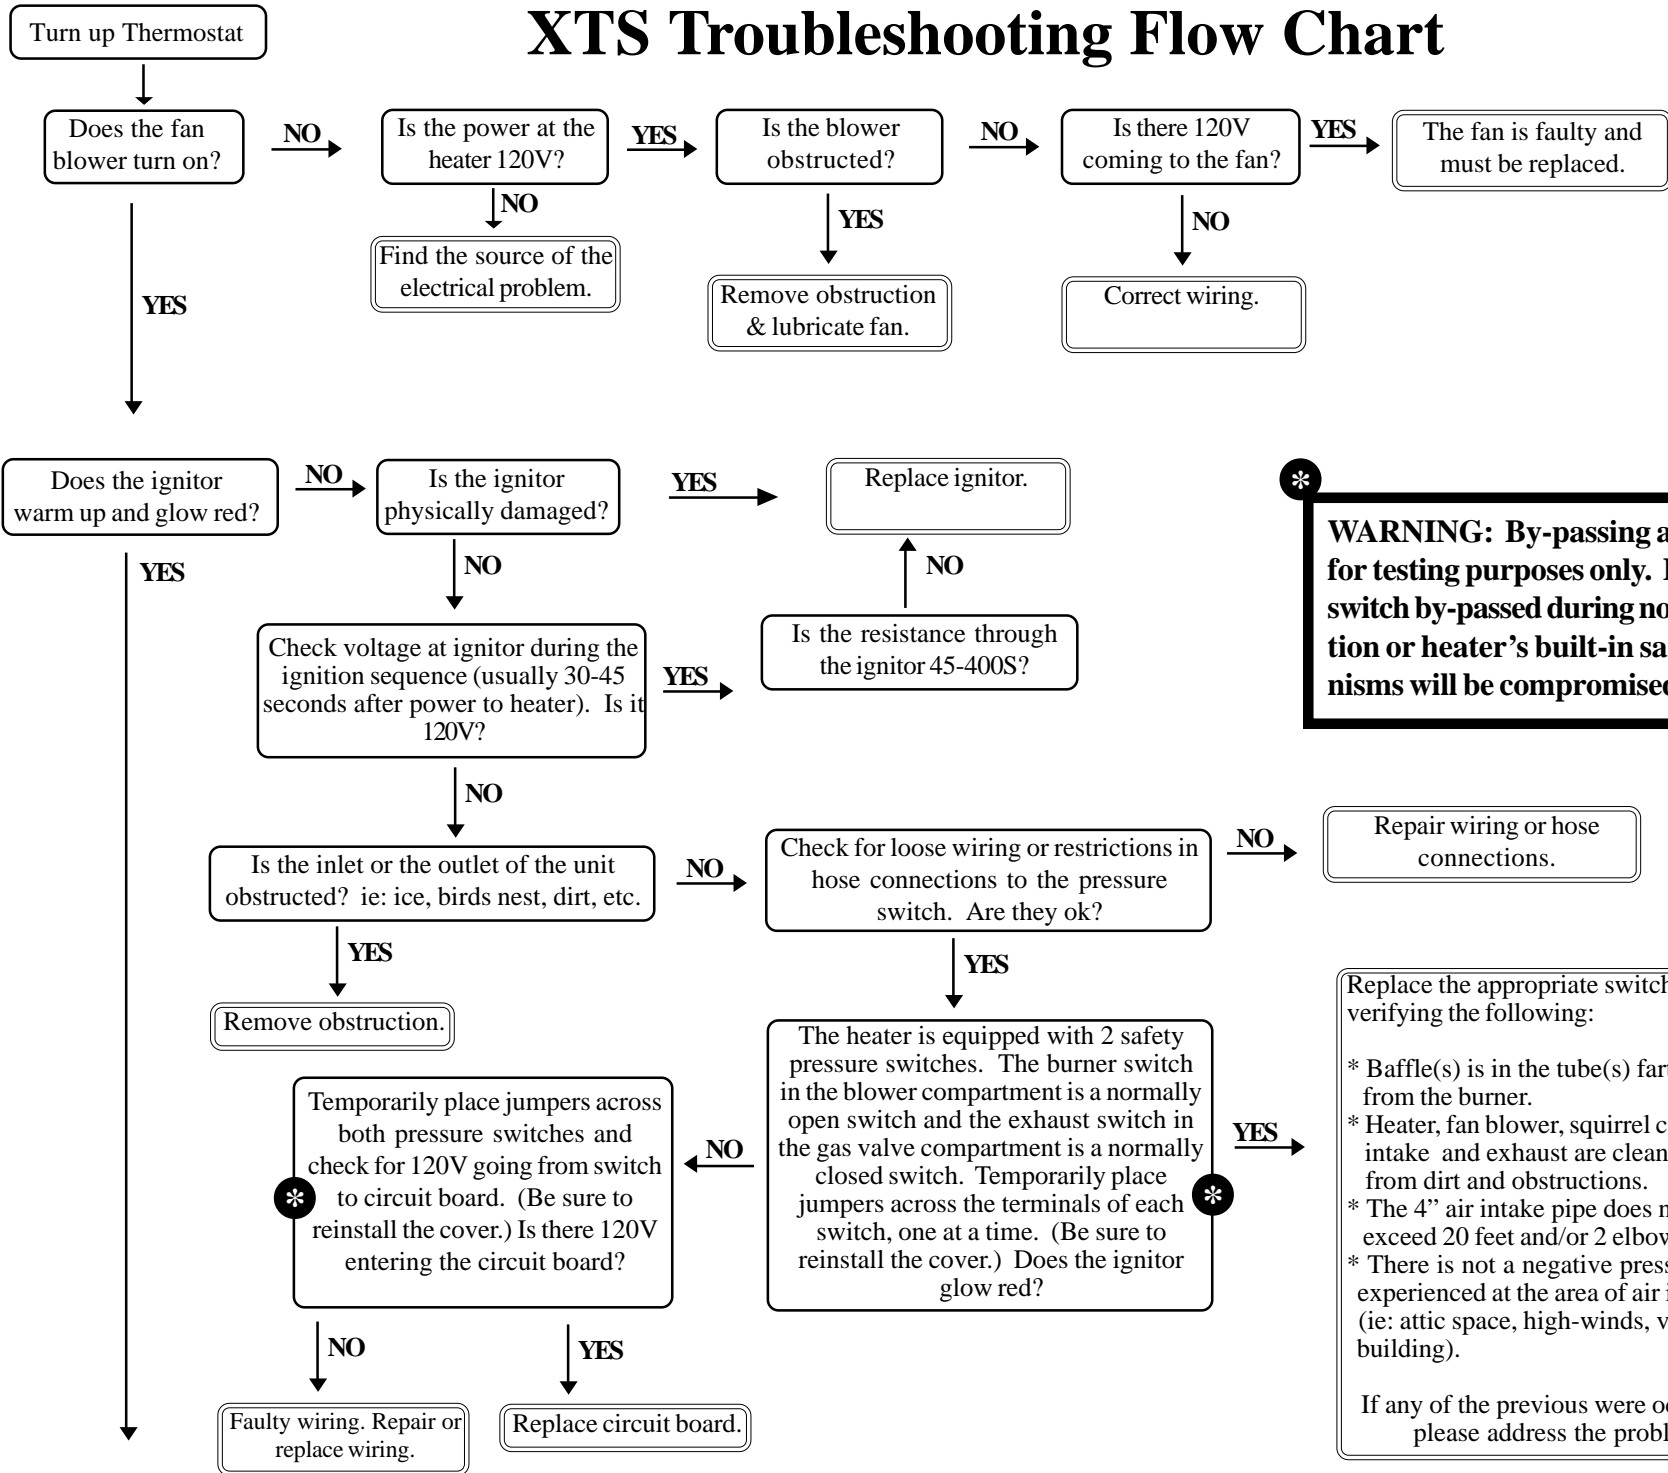 XTS Troubleshooting Flow Chart
Turn up Thermostat
Does the fan
blower turn on?
NO
Is the power at the
heater 120V?
YES
Is the blower
obstructed?
NO
Is there 120V
coming to the fan?
YES
The fan is faulty and
must be replaced.
NO
Find the source of the
electrical problem.
YES
Remove obstruction
& lubricate fan.
NO
Correct wiring.
YES
Does the ignitor
warm up and glow red?
NO
Is the ignitor
physically damaged?
YES
Replace ignitor.
*
WARNING: By-passing a
for testing purposes only.
switch by-passed during no
tion or heater's built-in sa
nisms will be compromised
YES
NO
NO
Check voltage at ignitor during the
ignition sequence (usually 30-45
seconds after power to heater). Is it
120V?
YES
Is the resistance through
the ignitor 45-400S?
NO
Is the inlet or the outlet of the unit
obstructed? ie: ice, birds nest, dirt, etc.
NO
Check for loose wiring or restrictions in
hose connections to the pressure
switch. Are they ok?
NO
Repair wiring or hose
connections.
YES
Remove obstruction.
YES
The heater is equipped with 2 safety
pressure switches. The burner switch
in the blower compartment is a normally
open switch and the exhaust switch in
the gas valve compartment is a normally
closed switch. Temporarily place
jumpers across the terminals of each
switch, one at a time. (Be sure to
reinstall the cover.) Does the ignitor
glow red?
*
YES
Replace the appropriate switch
verifying the following:
* Baffle(s) is in the tube(s) fart
from the burner.
* Heater, fan blower, squirrel c
intake and exhaust are clean
from dirt and obstructions.
* The 4” air intake pipe does n
exceed 20 feet and/or 2 elbow
* There is not a negative press
experienced at the area of air i
(ie: attic space, high-winds, v
building).
If any of the previous were oc
please address the probl
NO
Temporarily place jumpers across
both pressure switches and
check for 120V going from switch
to circuit board. (Be sure to
reinstall the cover.) Is there 120V
entering the circuit board?
*
NO
Faulty wiring. Repair or
replace wiring.
YES
Replace circuit board.